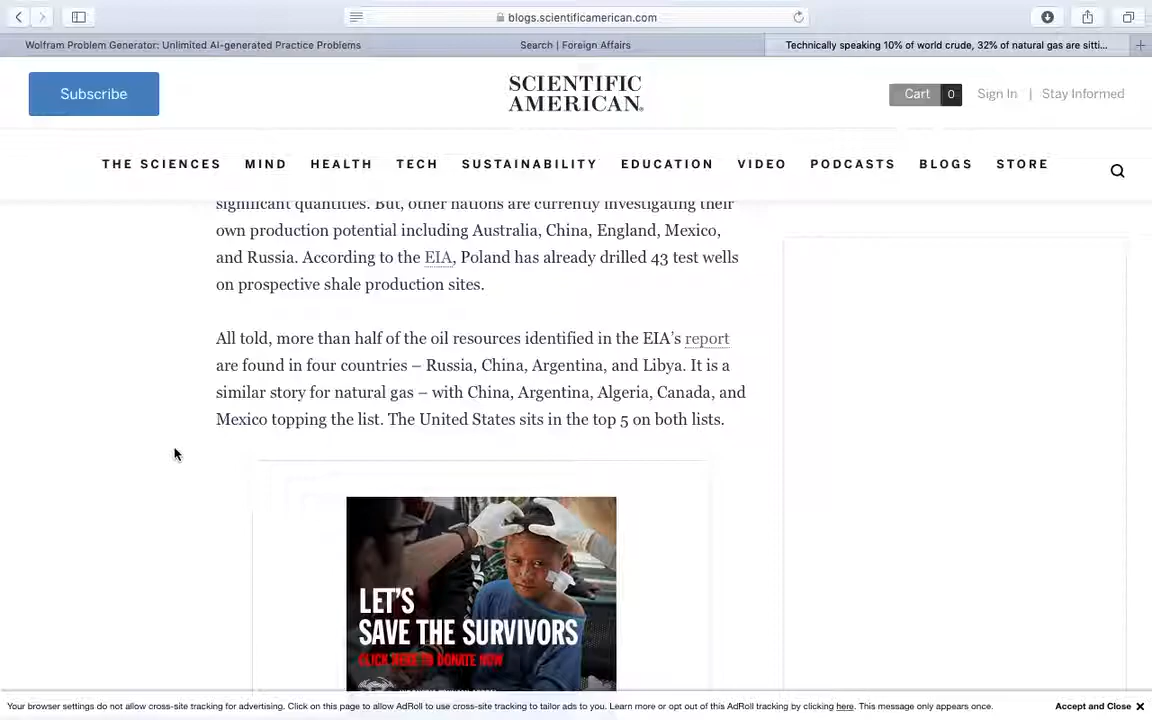 blogs.scientificamerican.com
Wolfram Problem Generator: Unlimited AI-generated Practice Problems
Search | Foreign Affairs
Technically speaking 10% of world crude, 32% of natural gas are sitti...
Subscribe
SCIENTIFIC
AMERICAN®
Cart 0 Sign In | Stay Informed
THE SCIENCES MIND HEALTH TECH SUSTAINABILITY EDUCATION VIDEO PODCASTS BLOGS STORE
significant quantities. But, other nations are currently investigating their
own production potential including Australia, China, England, Mexico,
and Russia. According to the EIA, Poland has already drilled 43 test wells
on prospective shale production sites.
All told, more than half of the oil resources identified in the EIA's report
are found in four countries – Russia, China, Argentina, and Libya. It is a
similar story for natural gas – with China, Argentina, Algeria, Canada, and
Mexico topping the list. The United States sits in the top 5 on both lists.
LET'S
SAVE THE SURVIVORS
CLICK HERE TO DONATE NOW
Your browser settings do not allow cross-site tracking for advertising. Click on this page to allow AdRoll to use cross-site tracking to tailor ads to you. Learn more or opt out of this AdRoll tracking by clicking here. This message only appears once.
Accept and Close ✕